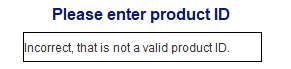 Please enter product ID
Incorrect, that is not a valid product ID.